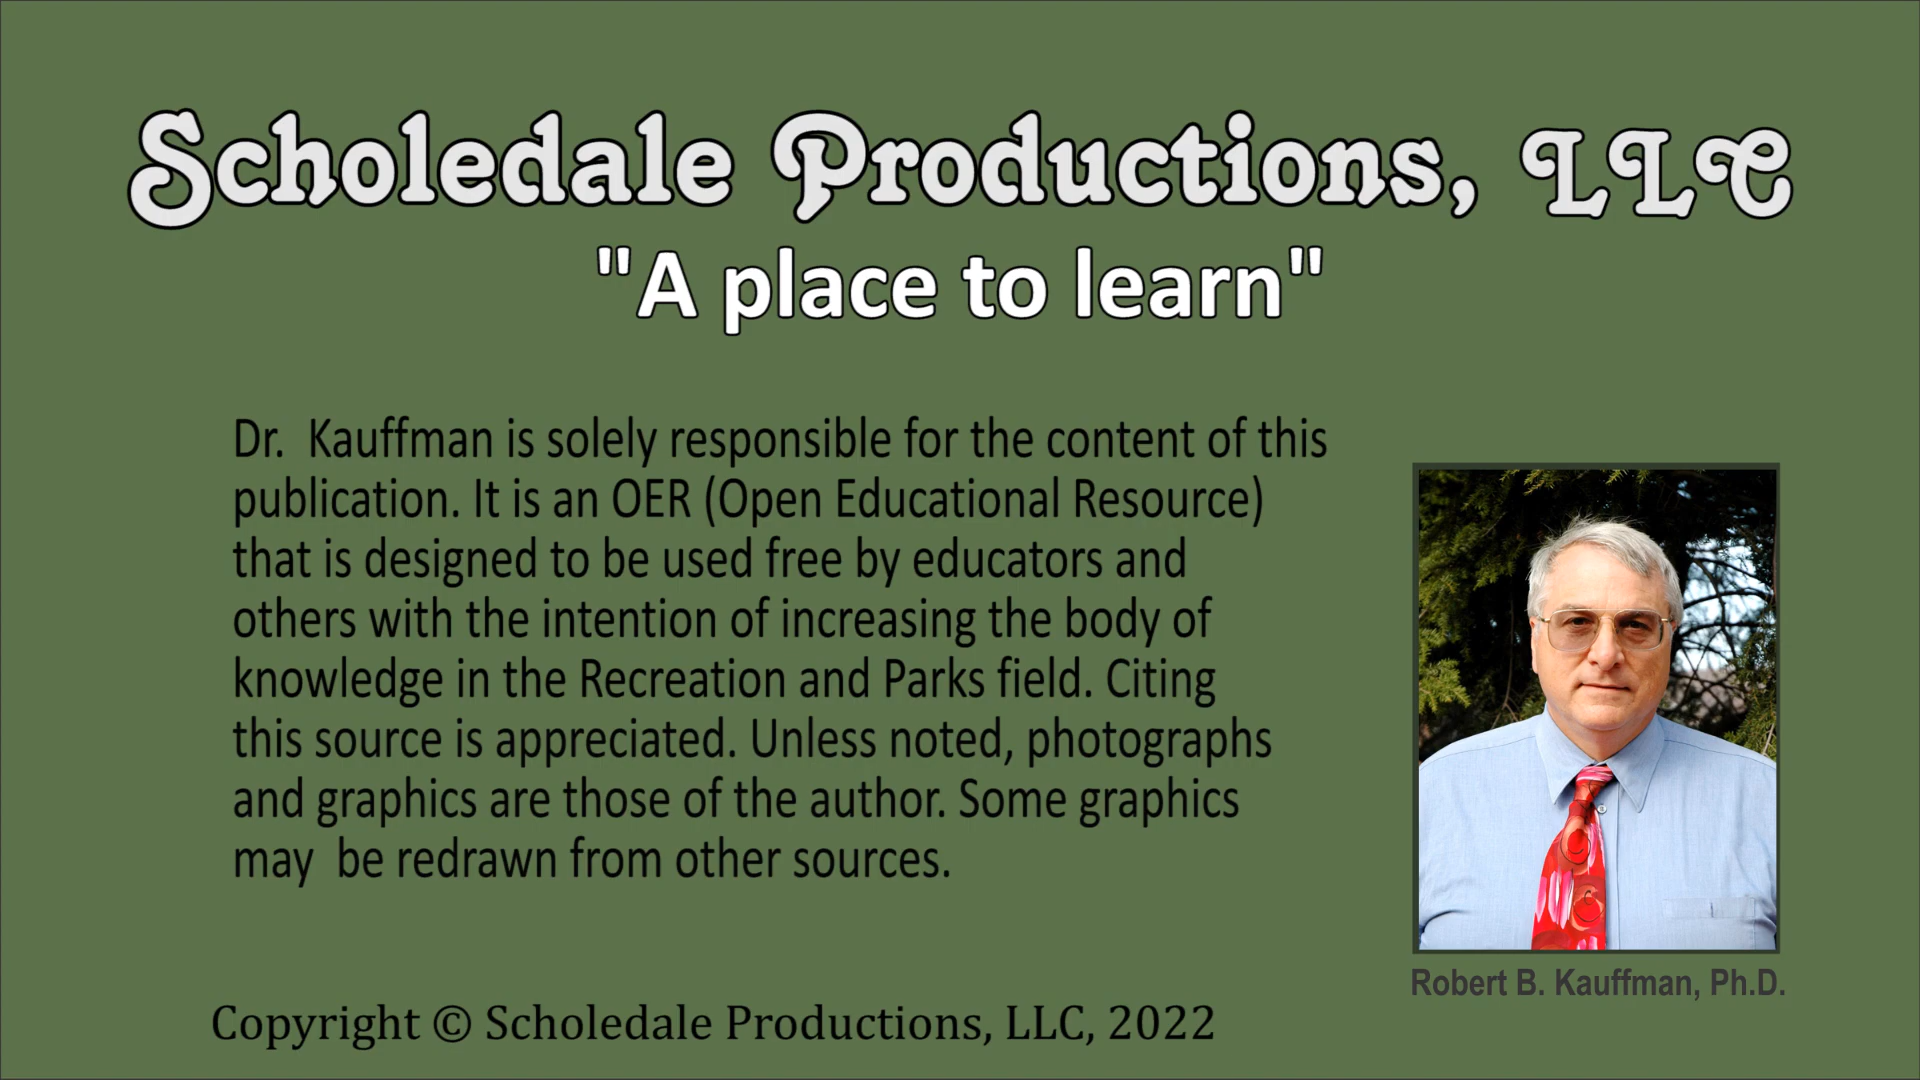 Scholedale Productions, LLC
"A place to learn"
Dr.  Kauffman is solely responsible for the content of this
publication. It is an OER (Open Educational Resource)
that is designed to be used free by educators and
others with the intention of increasing the body of
knowledge in the Recreation and Parks field. Citing
this source is appreciated. Unless noted, photographs
and graphics are those of the author. Some graphics
may  be redrawn from other sources.
Robert B. Kauffman, Ph.D.
Copyright © Scholedale Productions, LLC, 2022